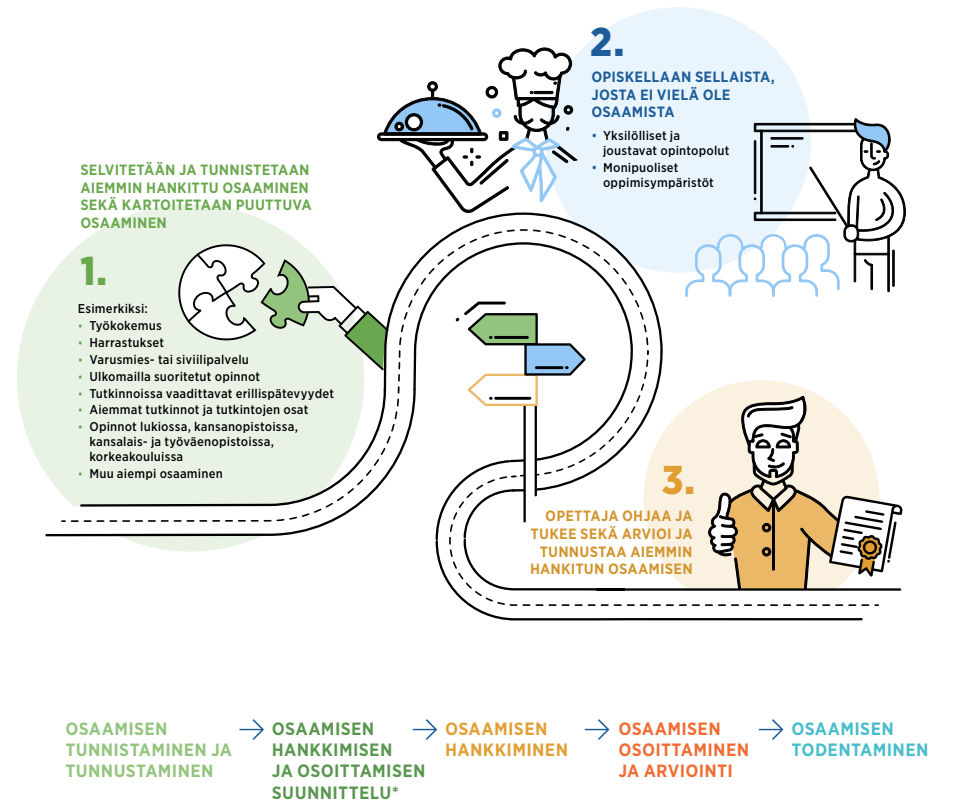 SELVITETÄÄN JA TUNNISTETAAN
AIEMMIN HANKITTU OSAAMINEN
SEKÄ KARTOITETAAN PUUTTUVA
OSAAMINEN
1.
Esimerkiksi:
• Työkokemus
• Harrastukset
• Varusmies- tai siviilipalvelu
• Ulkomailla suoritetut opinnot
• Tutkinnoissa vaadittavat erillispätevyydet
• Aiemmat tutkinnot ja tutkintojen osat
• Opinnot lukiossa, kansanopistoissa,
kansalais- ja työväenopistoissa,
korkeakouluissa
• Muu aiempi osaaminen
2.
OPISKELLAAN SELLAISTA,
JOSTA EI VIELÄ OLE
OSAAMISTA
• Yksilölliset ja
joustavat opintopolut
• Monipuoliset
oppimisympäristöt
3.
OPETTAJA OHJAA JA
TUKEE SEKÄ ARVIOI JA
TUNNUSTAA AIEMMIN
HANKITUN OSAAMISEN
OSAAMISEN
TUNNISTAMINEN JA
TUNNUSTAMINEN
OSAAMISEN
HANKKIMISEN
JA OSOITTAMISEN
SUUNNITTELU*
OSAAMISEN
HANKKIMINEN
OSAAMISEN
OSOITTAMINEN
JA ARVIOINTI
OSAAMISEN
TODENTAMINEN